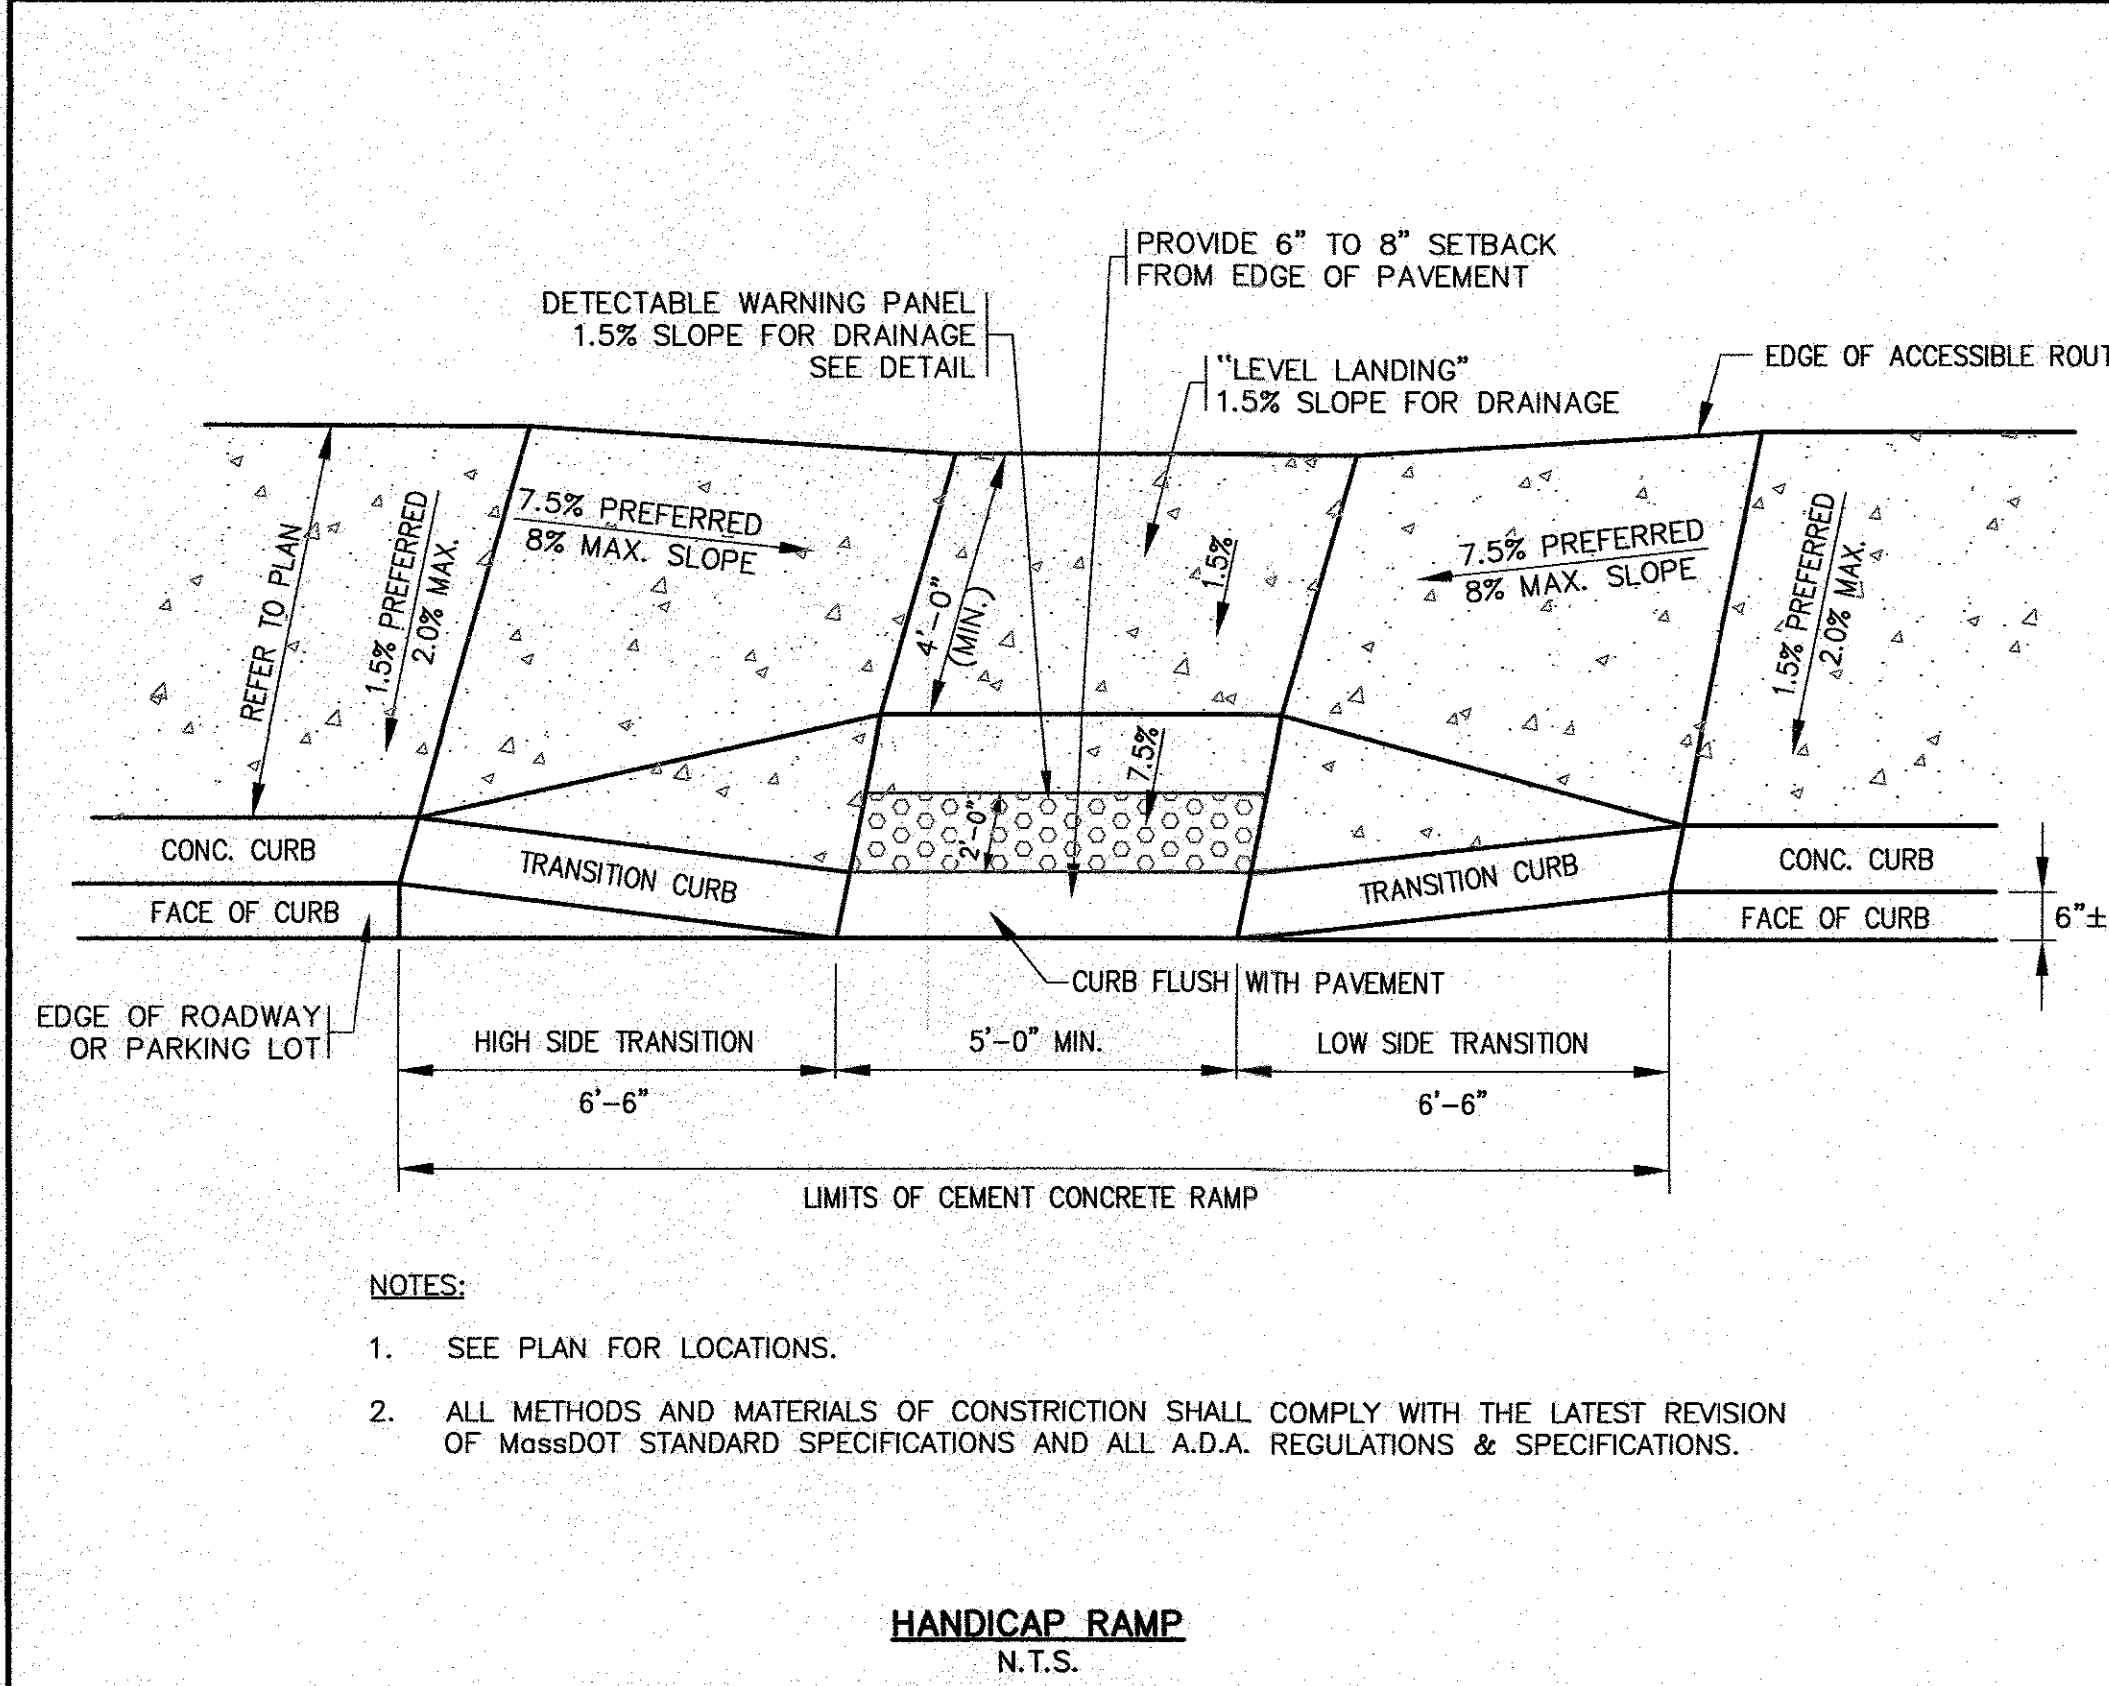 PROVIDE 6" TO 8" SETBACK
FROM EDGE OF PAVEMENT
DETECTABLE WARNING PANEL
1.5% SLOPE FOR DRAINAGE
SEE DETAIL
"LEVEL LANDING"
1.5% SLOPE FOR DRAINAGE
EDGE OF ACCESSIBLE ROUT
REFER TO PLAN
1.5% PREFERRED
2.0% MAX.
7.5% PREFERRED
8% MAX. SLOPE
4'-0"
(MIN.)
1.5%
7.5% PREFERRED
8% MAX. SLOPE
1.5% PREFERRED
2.0% MAX.
7.5%
2'-0"
CONC. CURB
TRANSITION CURB
TRANSITION CURB
CONC. CURB
FACE OF CURB
FACE OF CURB
6"±
CURB FLUSH WITH PAVEMENT
EDGE OF ROADWAY
OR PARKING LOT
HIGH SIDE TRANSITION
5'-0" MIN.
LOW SIDE TRANSITION
6'-6"
6'-6"
LIMITS OF CEMENT CONCRETE RAMP
NOTES:
1. SEE PLAN FOR LOCATIONS.
2. ALL METHODS AND MATERIALS OF CONSTRICTION SHALL COMPLY WITH THE LATEST REVISION
OF MassDOT STANDARD SPECIFICATIONS AND ALL A.D.A. REGULATIONS & SPECIFICATIONS.
HANDICAP RAMP
N.T.S.